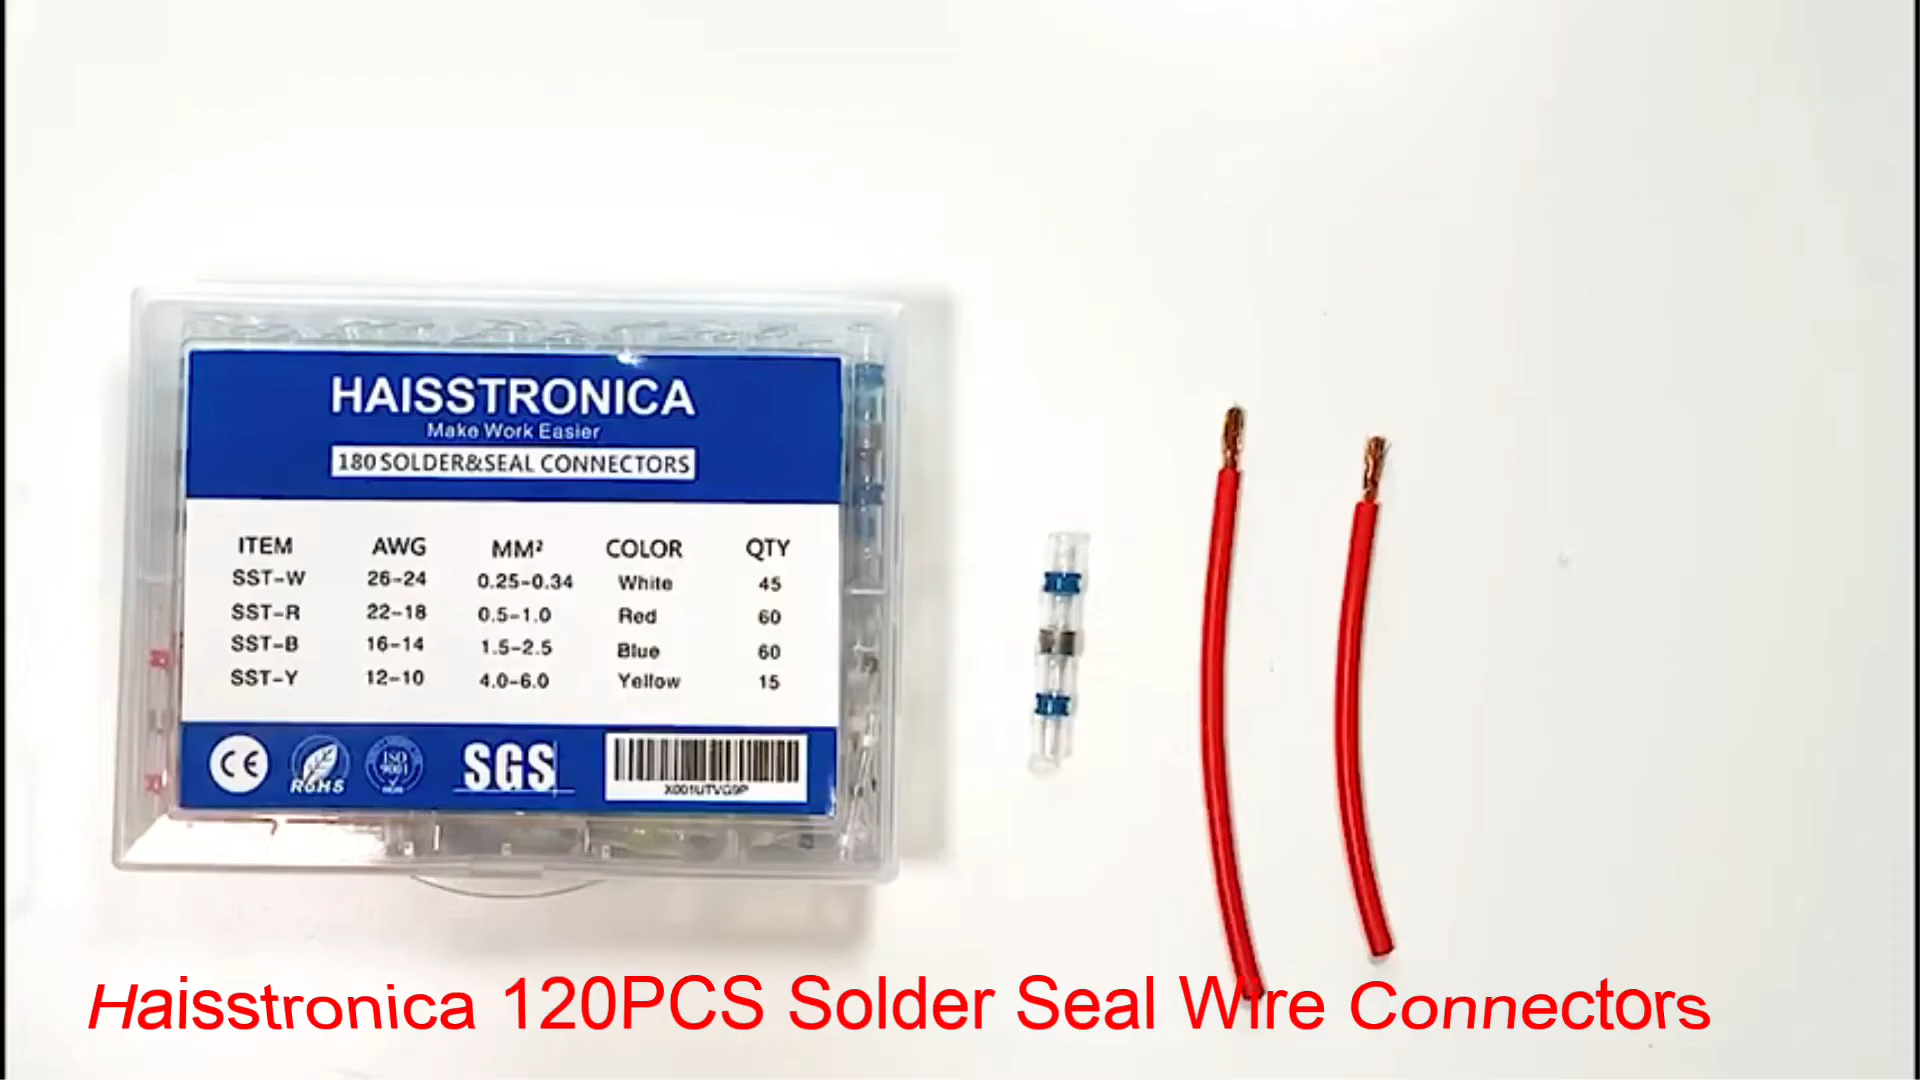 HAISSTRONICA
Make Work Easier
180 SOLDER&SEAL CONNECTORS
ITEM AWG MM² COLOR QTY
SST-W 26-24 0.25-0.34 White 45
SST-R 22-18 0.5-1.0 Red 60
SST-B 16-14 1.5-2.5 Blue 60
SST-Y 12-10 4.0-6.0 Yellow 15
CE RoHS ISO 9001 SGS
X001UTVG9P
Haisstronica 120PCS Solder Seal Wire Connectors